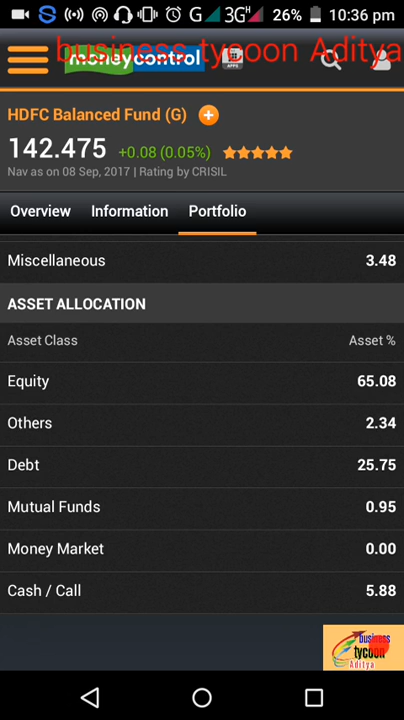 G 3G H 26% 10:36 pm
business tycoon Aditya
moneycontrol
APPS
HDFC Balanced Fund (G)
142.475 +0.08 (0.05%)
Nav as on 08 Sep, 2017 | Rating by CRISIL
Overview Information Portfolio
Miscellaneous 3.48
ASSET ALLOCATION
Asset Class Asset %
Equity 65.08
Others 2.34
Debt 25.75
Mutual Funds 0.95
Money Market 0.00
Cash / Call 5.88
business
tycoon
Aditya